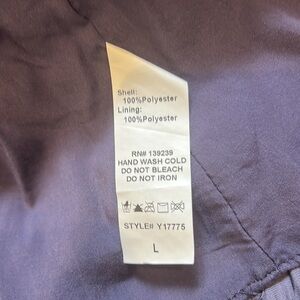 Shell:
100%Polyester
Lining:
100%Polyester
RN# 139239
HAND WASH COLD
DO NOT BLEACH
DO NOT IRON
STYLE# Y17775
L